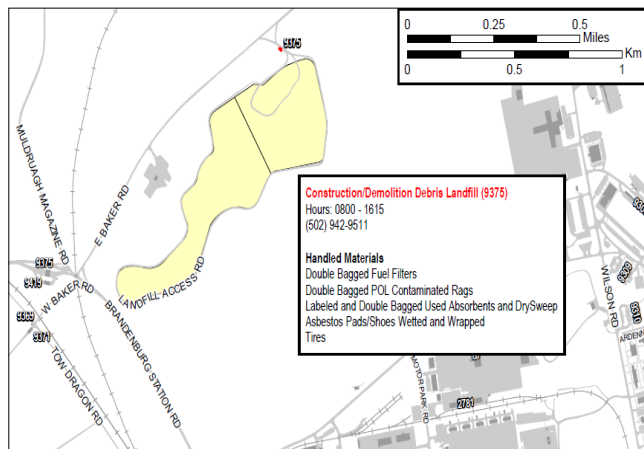 0 0.25 0.5
Miles
Km
0 0.5 1
9375
MULDRUAGH MAGAZINE RD
E BAKER RD
Construction/Demolition Debris Landfill (9375)
Hours: 0800 - 1615
(502) 942-9511
Handled Materials
Double Bagged Fuel Filters
Double Bagged POL Contaminated Rags
Labeled and Double Bagged Used Absorbents and DrySweep
Asbestos Pads/Shoes Wetted and Wrapped
Tires
9375
9419
W BAKER RD
LANDFILL ACCESS RD
BRANDENBURG STATION RD
9371
TOW DRAGON RD
WILSON RD
MOTOR PARK RD
2781